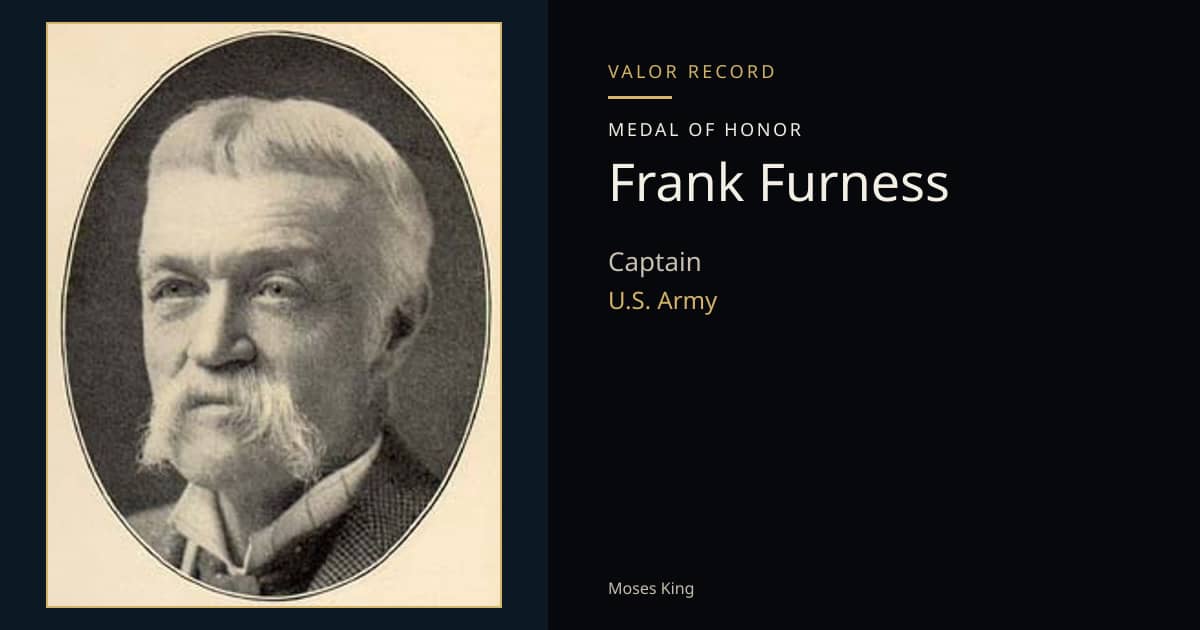 VALOR RECORD
MEDAL OF HONOR
Frank Furness
Captain
U.S. Army
Moses King